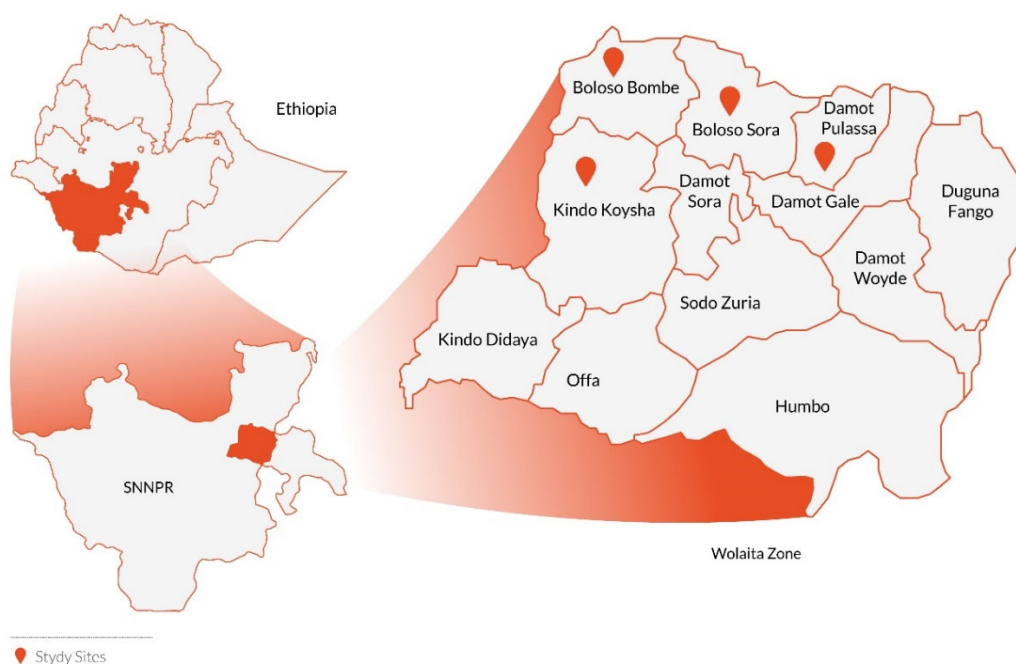 Ethiopia
SNNPR
Boloso Bombe
Boloso Sora
Damot
Pulassa
Kindo Koysha
Damot
Sora
Damot Gale
Duguna
Fango
Damot
Woyde
Sodo Zuria
Kindo Didaya
Offa
Humbo
Wolaita Zone
Stydy Sites